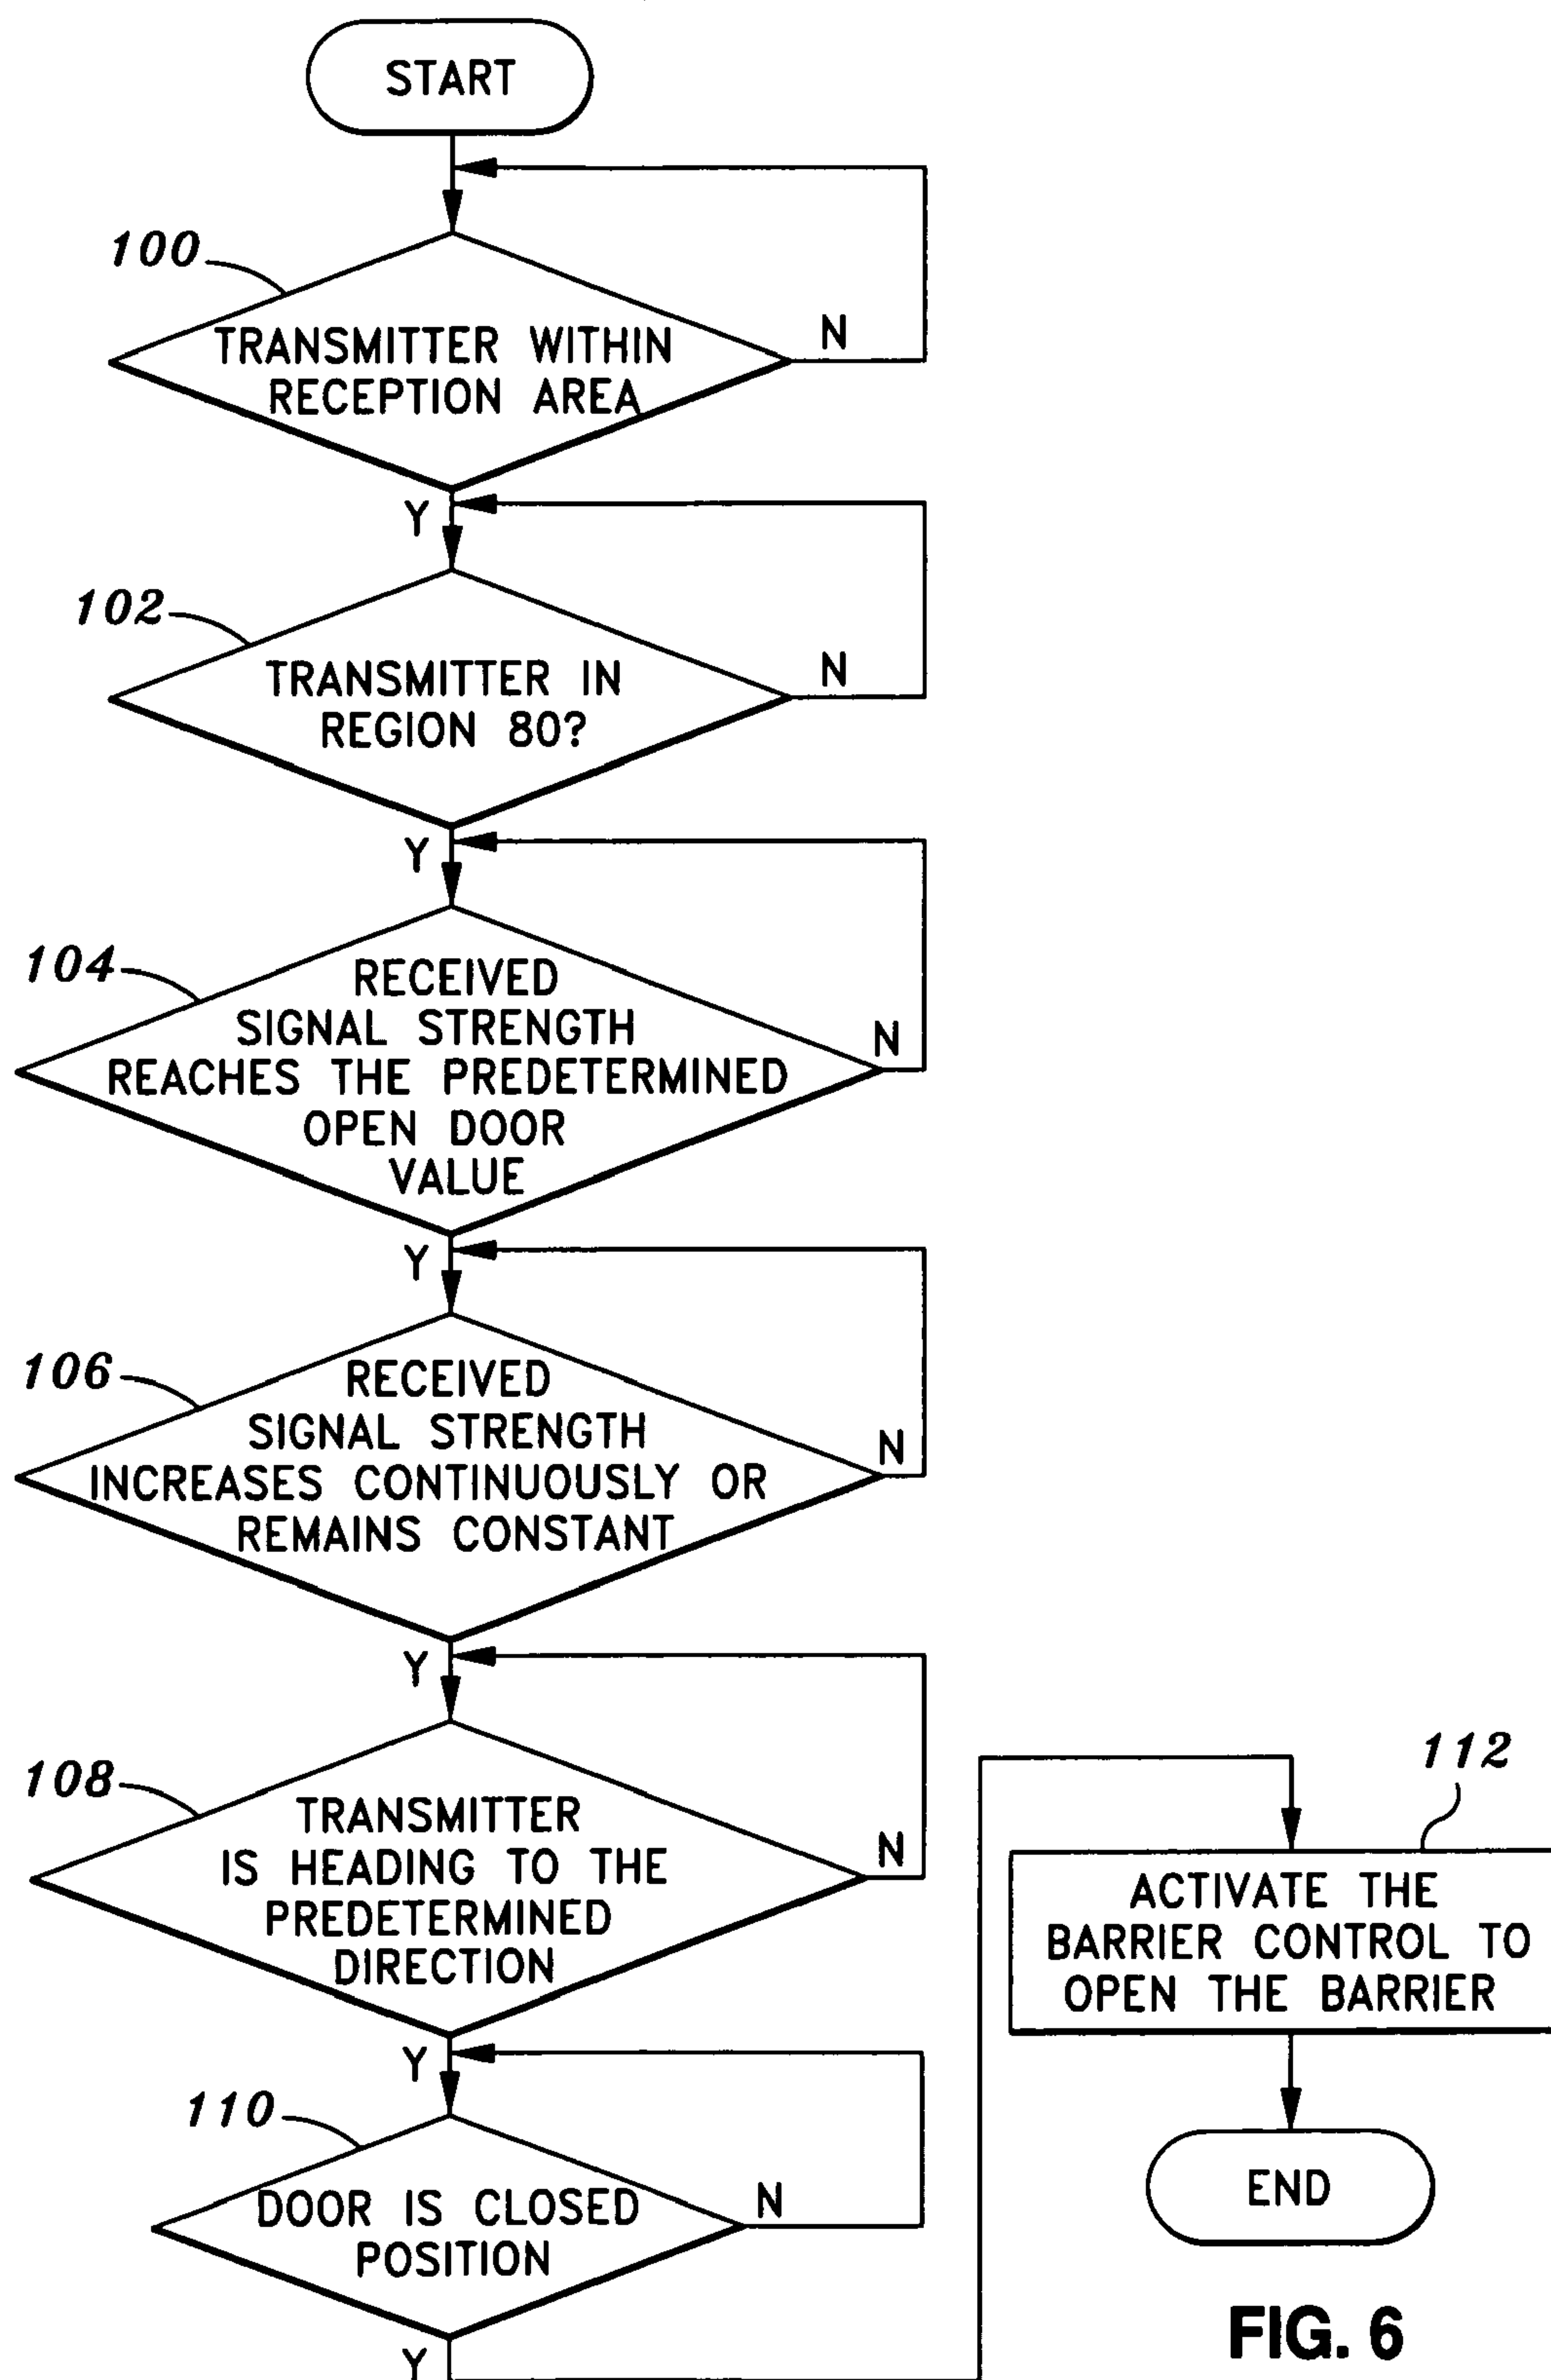 START
100
TRANSMITTER WITHIN
RECEPTION AREA
N
Y
102
TRANSMITTER IN
REGION 80?
N
Y
104
RECEIVED
SIGNAL STRENGTH
REACHES THE PREDETERMINED
OPEN DOOR
VALUE
N
Y
106
RECEIVED
SIGNAL STRENGTH
INCREASES CONTINUOUSLY OR
REMAINS CONSTANT
N
Y
108
TRANSMITTER
IS HEADING TO THE
PREDETERMINED
DIRECTION
N
Y
110
DOOR IS CLOSED
POSITION
N
Y
112
ACTIVATE THE
BARRIER CONTROL TO
OPEN THE BARRIER
END
FIG. 6